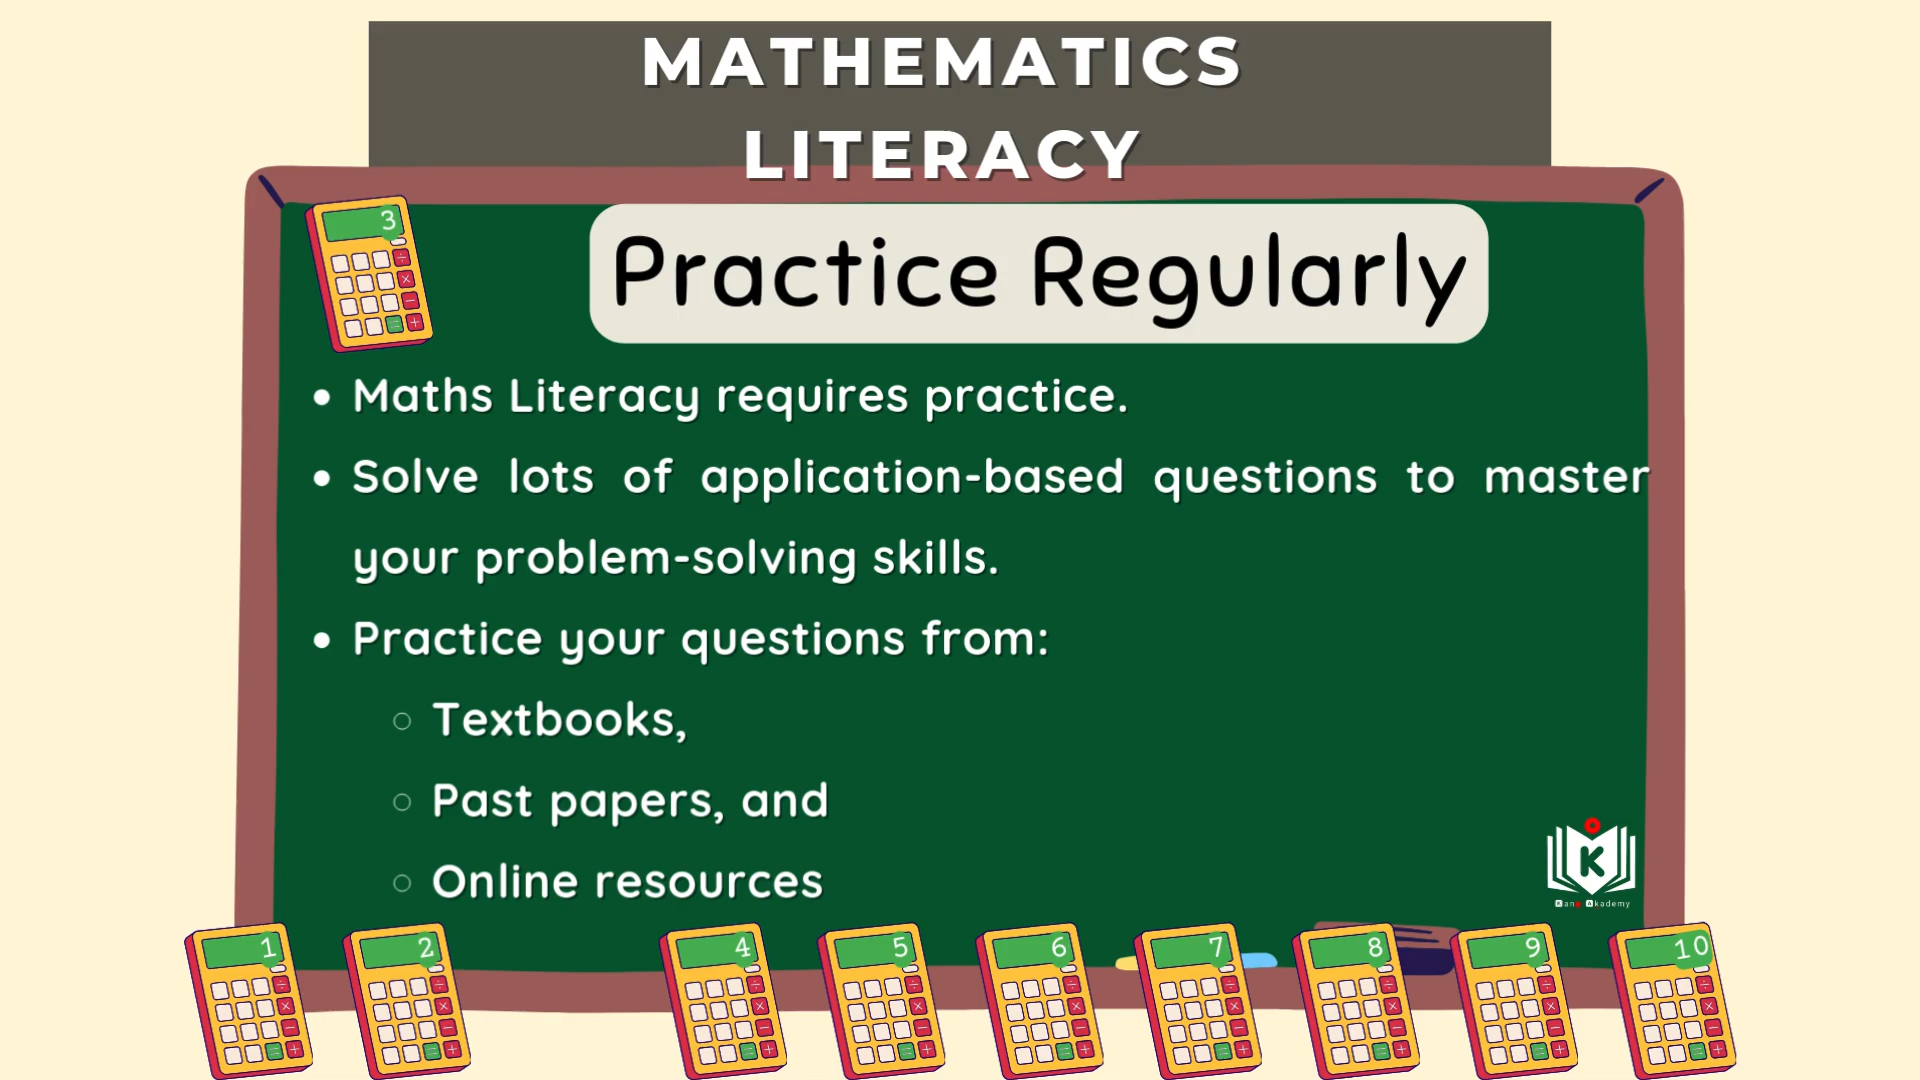 MATHEMATICS
LITERACY
3
Practice Regularly
• Maths Literacy requires practice.
• Solve lots of application-based questions to master
your problem-solving skills.
• Practice your questions from:
○ Textbooks,
○ Past papers, and
○ Online resources
K
Kano Akademy
1 2 4 5 6 7 8 9 10